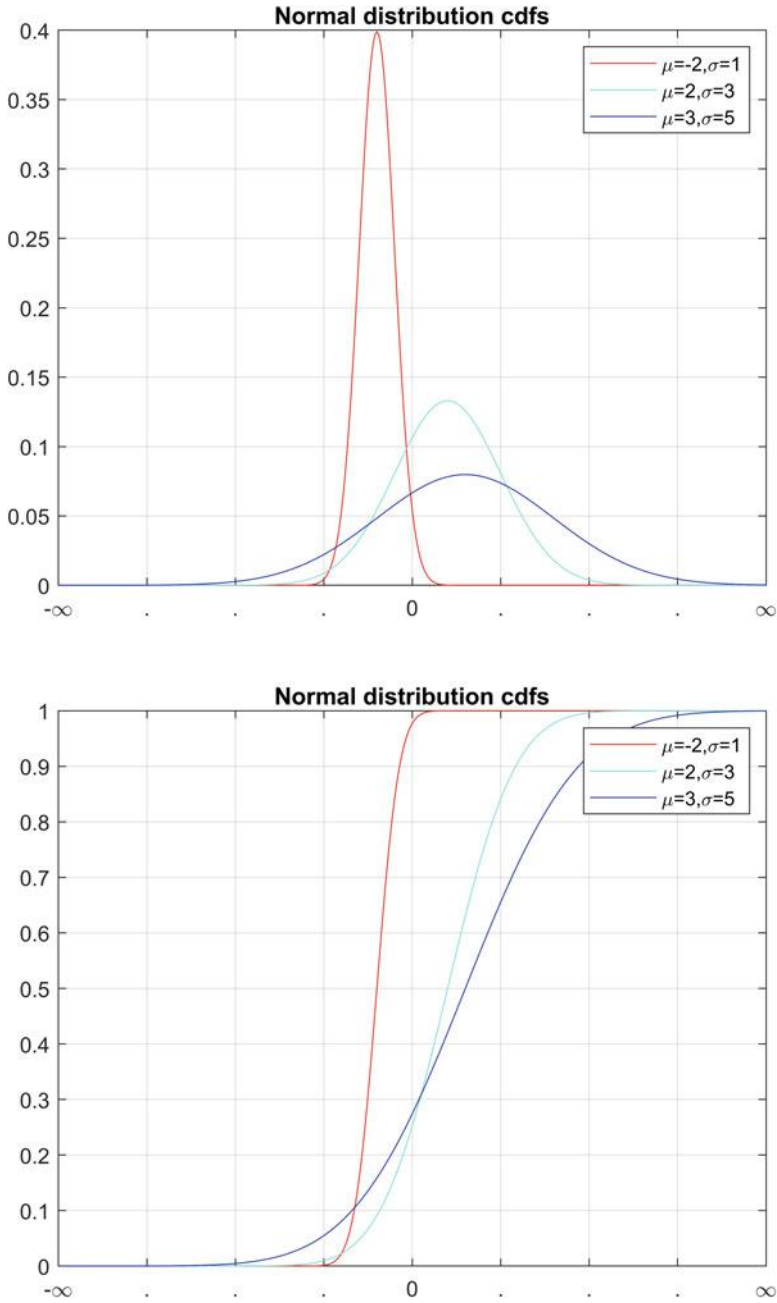 Normal distribution cdfs
0.4
0.35
0.3
0.25
0.2
0.15
0.1
0.05
0
μ=-2,σ=1
μ=2,σ=3
μ=3,σ=5
-∞ . . . 0 . . . ∞
Normal distribution cdfs
1
0.9
0.8
0.7
0.6
0.5
0.4
0.3
0.2
0.1
0
μ=-2,σ=1
μ=2,σ=3
μ=3,σ=5
-∞ . . . 0 . . . ∞